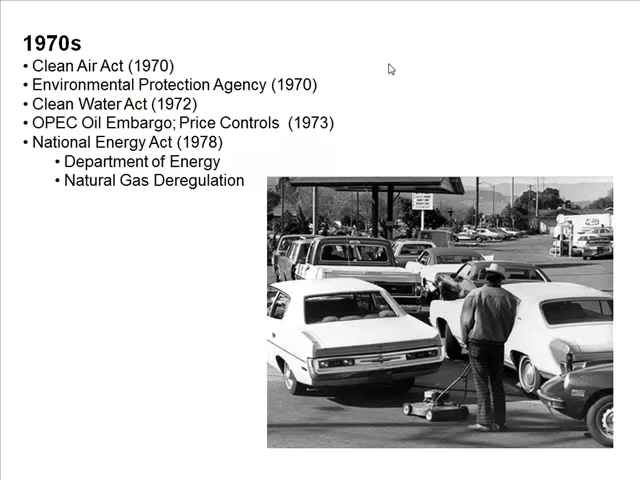 1970s
• Clean Air Act (1970)
• Environmental Protection Agency (1970)
• Clean Water Act (1972)
• OPEC Oil Embargo; Price Controls (1973)
• National Energy Act (1978)
• Department of Energy
• Natural Gas Deregulation